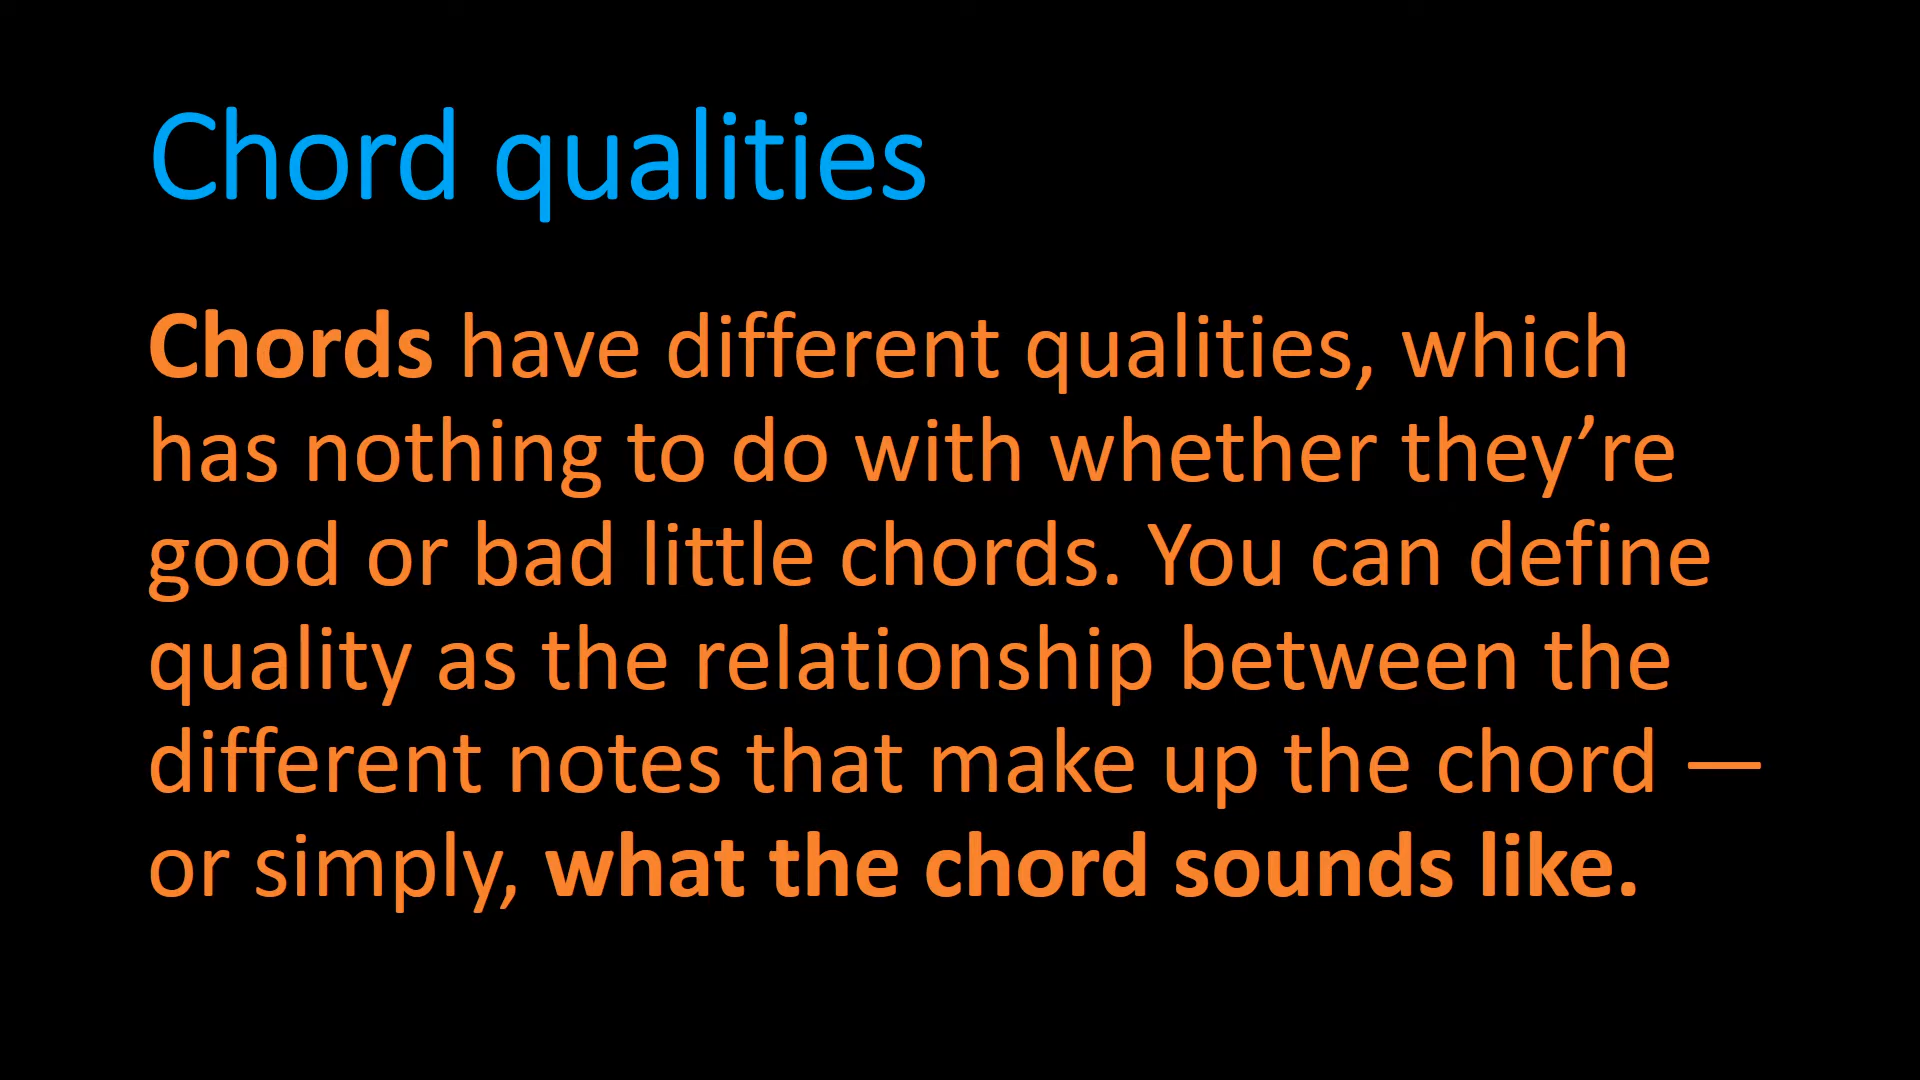 Chord qualities
Chords have different qualities, which
has nothing to do with whether they’re
good or bad little chords. You can define
quality as the relationship between the
different notes that make up the chord —
or simply, what the chord sounds like.